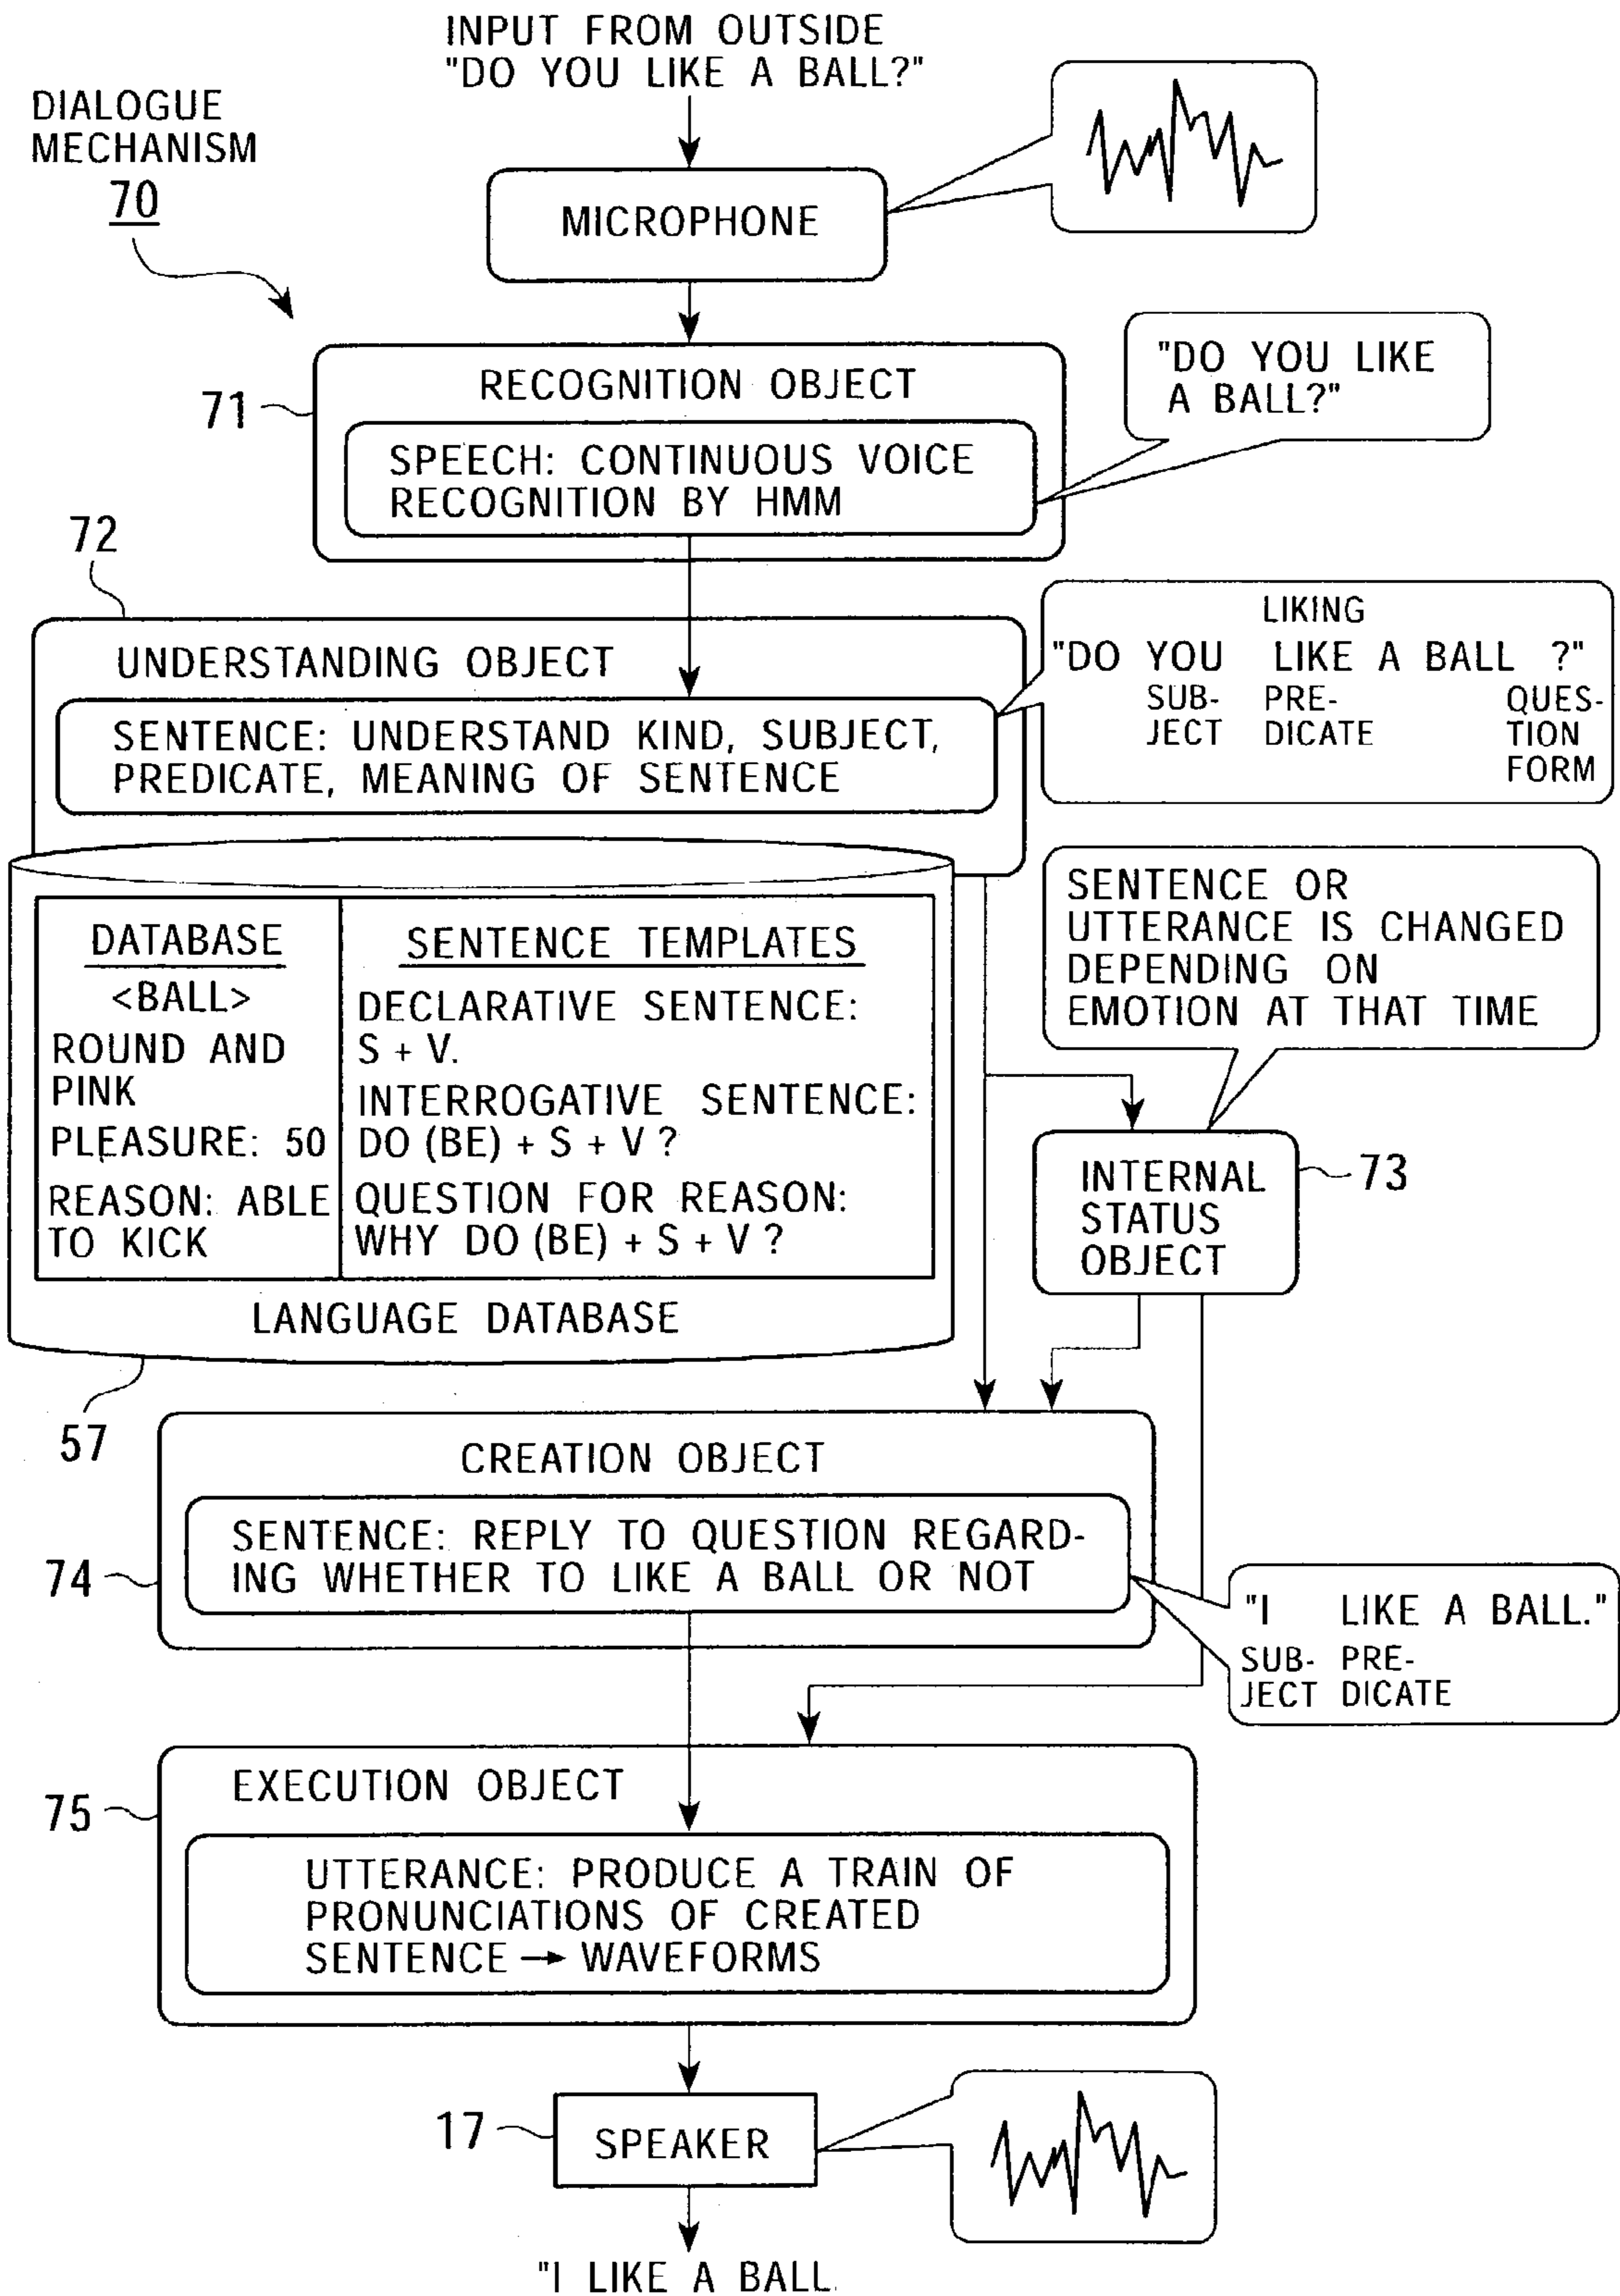 INPUT FROM OUTSIDE
"DO YOU LIKE A BALL?"
DIALOGUE
MECHANISM
70
MICROPHONE
71
RECOGNITION OBJECT
SPEECH: CONTINUOUS VOICE
RECOGNITION BY HMM
"DO YOU LIKE
A BALL?"
72
UNDERSTANDING OBJECT
SENTENCE: UNDERSTAND KIND, SUBJECT,
PREDICATE, MEANING OF SENTENCE
LIKING
"DO YOU LIKE A BALL ?"
SUB- PRE- QUES-
JECT DICATE TION
FORM
DATABASE
<BALL>
ROUND AND
PINK
PLEASURE: 50
REASON: ABLE
TO KICK
SENTENCE TEMPLATES
DECLARATIVE SENTENCE:
S + V.
INTERROGATIVE SENTENCE:
DO (BE) + S + V ?
QUESTION FOR REASON:
WHY DO (BE) + S + V ?
LANGUAGE DATABASE
57
SENTENCE OR
UTTERANCE IS CHANGED
DEPENDING ON
EMOTION AT THAT TIME
INTERNAL
STATUS
OBJECT
73
CREATION OBJECT
74
SENTENCE: REPLY TO QUESTION REGARD-
ING WHETHER TO LIKE A BALL OR NOT
"I LIKE A BALL."
SUB- PRE-
JECT DICATE
75
EXECUTION OBJECT
UTTERANCE: PRODUCE A TRAIN OF
PRONUNCIATIONS OF CREATED
SENTENCE → WAVEFORMS
17
SPEAKER
"I LIKE A BALL.